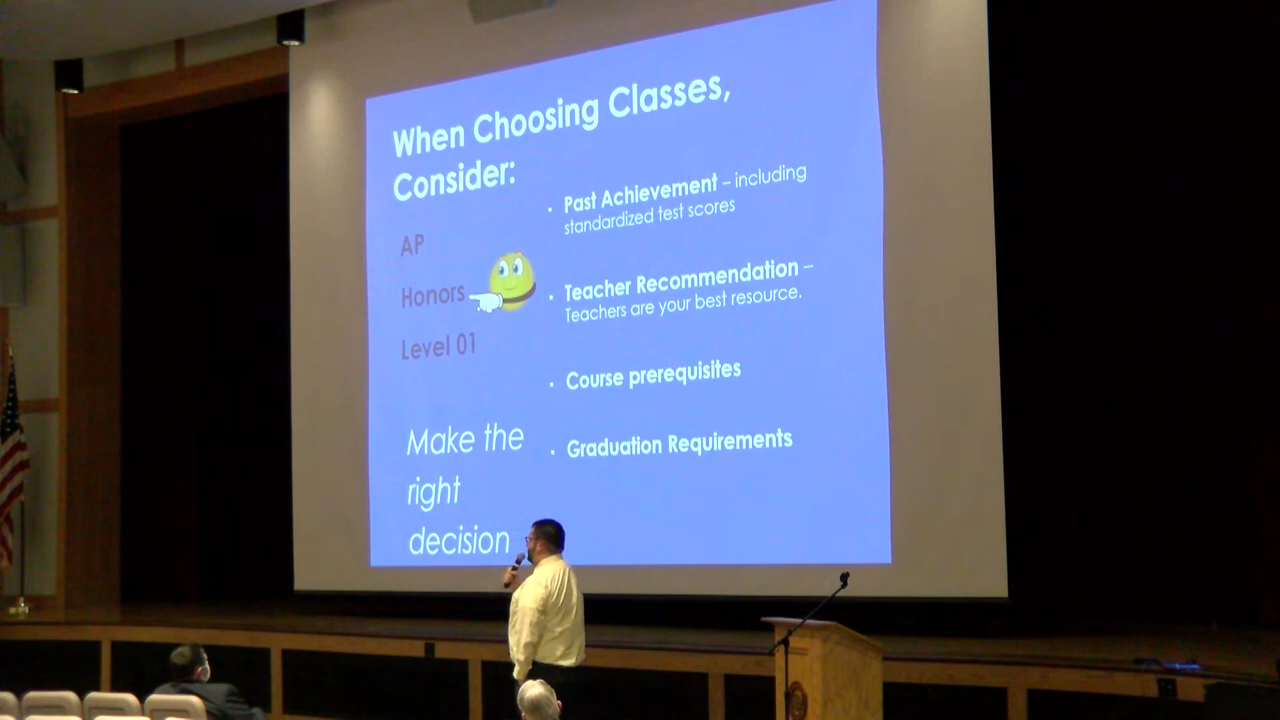 When Choosing Classes,
Consider:
AP
Honors
Level 01
Make the
right
decision
• Past Achievement – including
standardized test scores
• Teacher Recommendation –
Teachers are your best resource.
• Course prerequisites
• Graduation Requirements